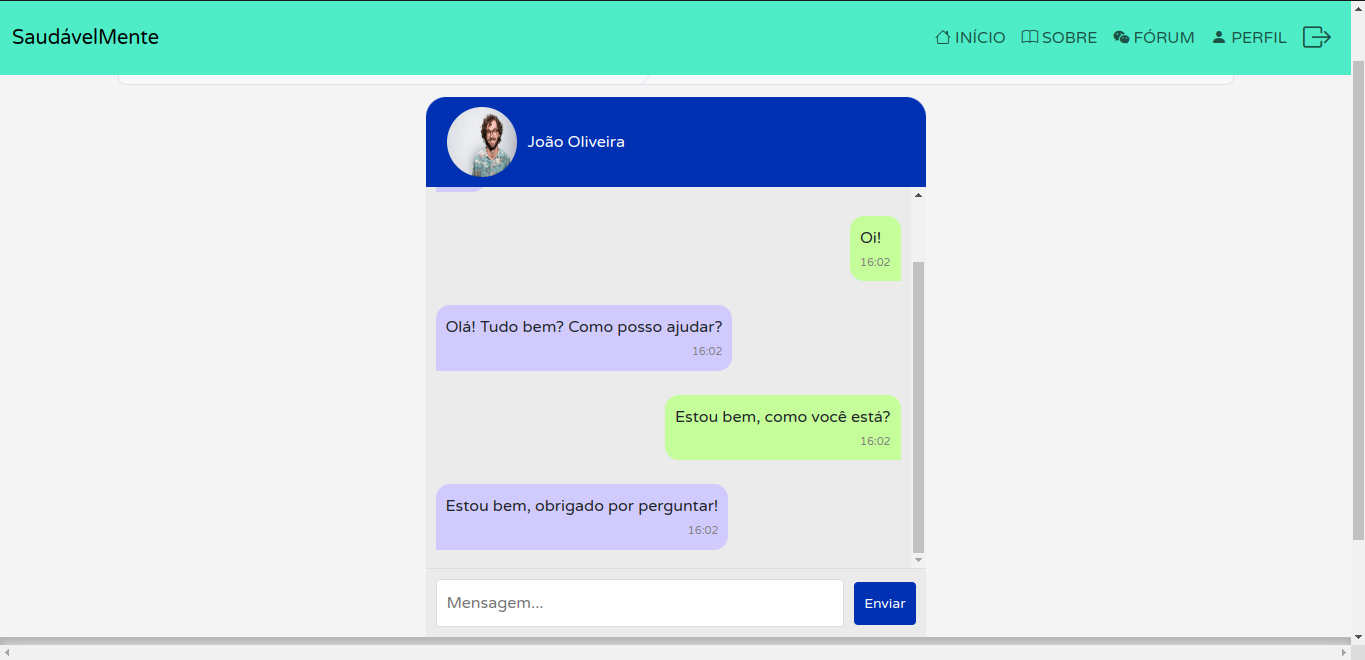 SaudávelMente
INÍCIO SOBRE FÓRUM PERFIL
João Oliveira
Oi!
16:02
Olá! Tudo bem? Como posso ajudar?
16:02
Estou bem, como você está?
16:02
Estou bem, obrigado por perguntar!
16:02
Mensagem...
Enviar